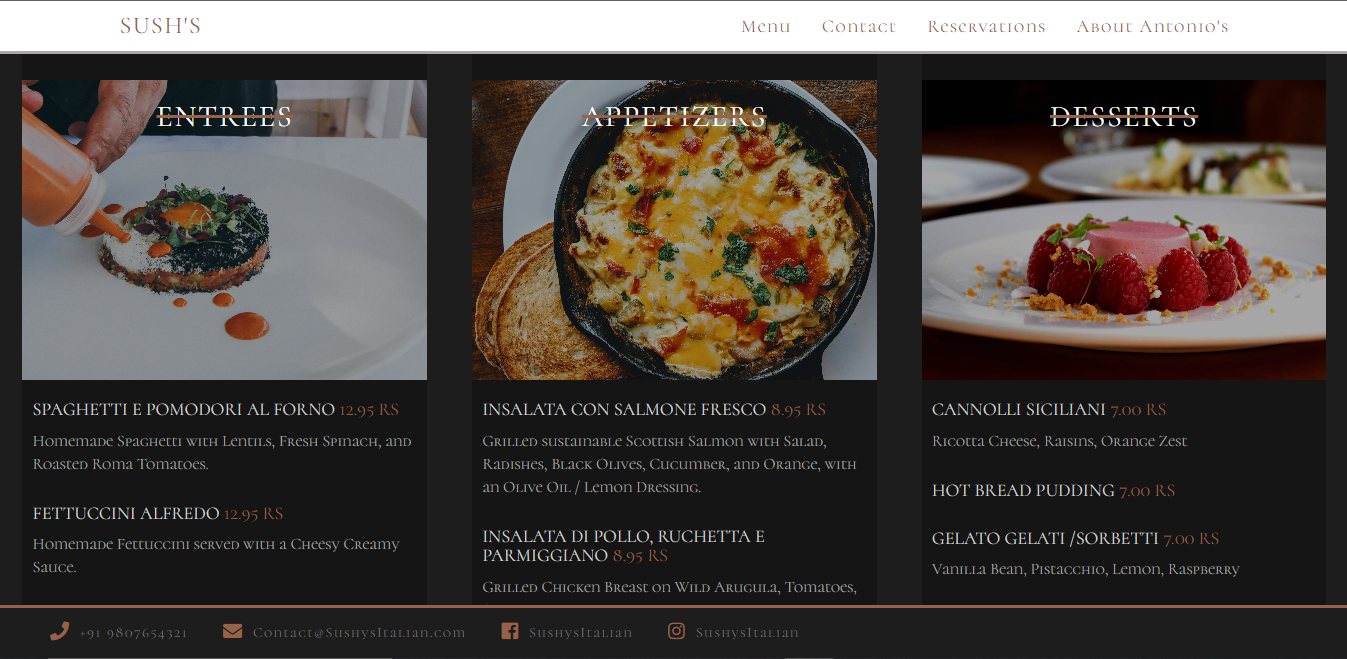 SUSH'S
Menu Contact Reservations About Antonio's
ENTREES
SPAGHETTI E POMODORI AL FORNO 12.95 RS
Homemade Spaghetti with Lentils, Fresh Spinach, and
Roasted Roma Tomatoes.
FETTUCCINI ALFREDO 12.95 RS
Homemade Fettuccini served with a Cheesy Creamy
Sauce.
APPETIZERS
INSALATA CON SALMONE FRESCO 8.95 RS
Grilled sustainable Scottish Salmon with Salad,
Radishes, Black Olives, Cucumber, and Orange, with
an Olive Oil / Lemon Dressing.
INSALATA DI POLLO, RUCHETTA E
PARMIGGIANO 8.95 RS
Grilled Chicken Breast on Wild Arugula, Tomatoes,
DESSERTS
CANNOLLI SICILIANI 7.00 RS
Ricotta Cheese, Raisins, Orange Zest
HOT BREAD PUDDING 7.00 RS
GELATO GELATI /SORBETTI 7.00 RS
Vanilla Bean, Pistacchio, Lemon, Raspberry
+91 9807654321 Contact@SushysItalian.com SushysItalian SushysItalian